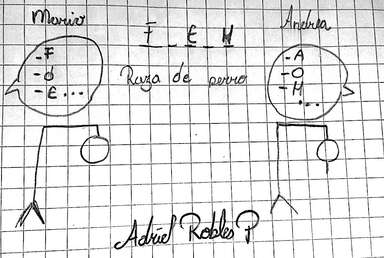 Mario
Andrea
F _ E _ H
Raza de perro
- F
- d
- E...
- A
- O
- H
...
Adriel Robles P